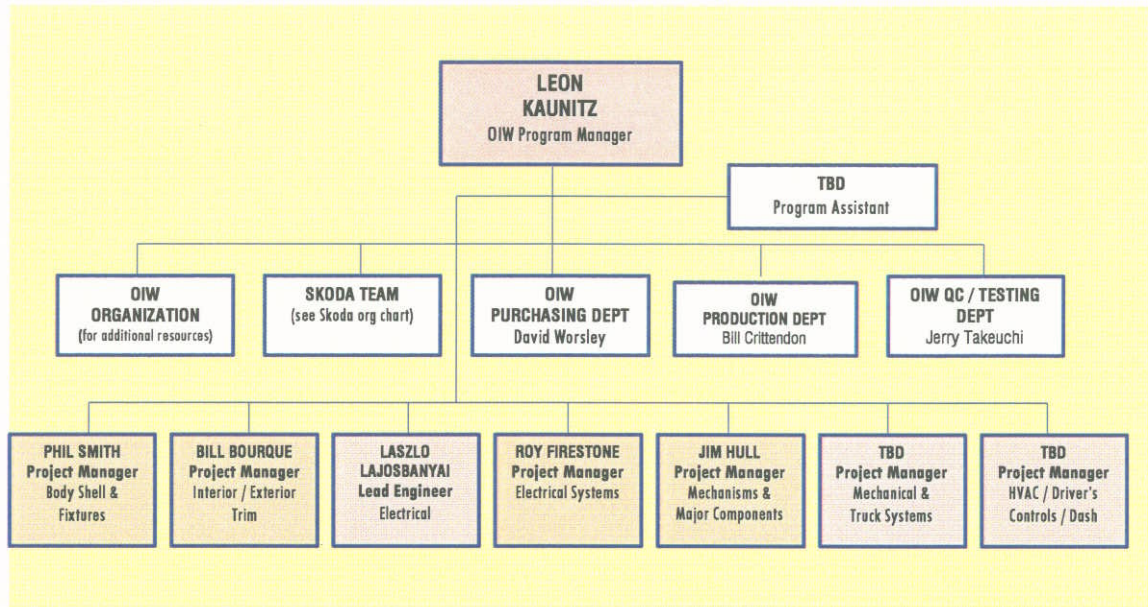 LEON
KAUNITZ
OIW Program Manager
TBD
Program Assistant
OIW
ORGANIZATION
(for additional resources)
SKODA TEAM
(see Skoda org chart)
OIW
PURCHASING DEPT
David Worsley
OIW
PRODUCTION DEPT
Bill Crittendon
OIW QC / TESTING
DEPT
Jerry Takeuchi
PHIL SMITH
Project Manager
Body Shell &
Fixtures
BILL BOURQUE
Project Manager
Interior / Exterior
Trim
LASZLO
LAJOSBANYAI
Lead Engineer
Electrical
ROY FIRESTONE
Project Manager
Electrical Systems
JIM HULL
Project Manager
Mechanisms &
Major Components
TBD
Project Manager
Mechanical &
Truck Systems
TBD
Project Manager
HVAC / Driver's
Controls / Dash